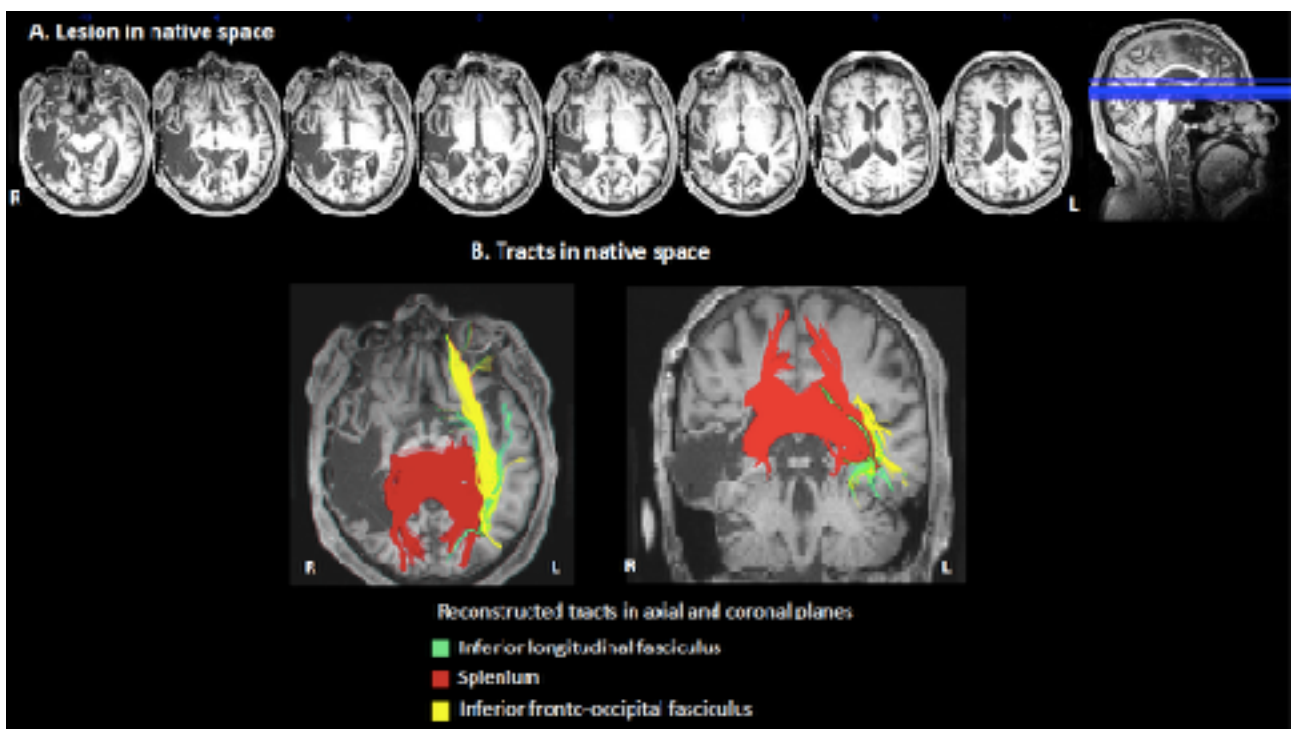 A. Lesion in native space
R
L
B. Tracts in native space
R
L
R
L
Reconstructed tracts in axial and coronal planes
Inferior longitudinal fasciculus
Splenium
Inferior fronto-occipital fasciculus